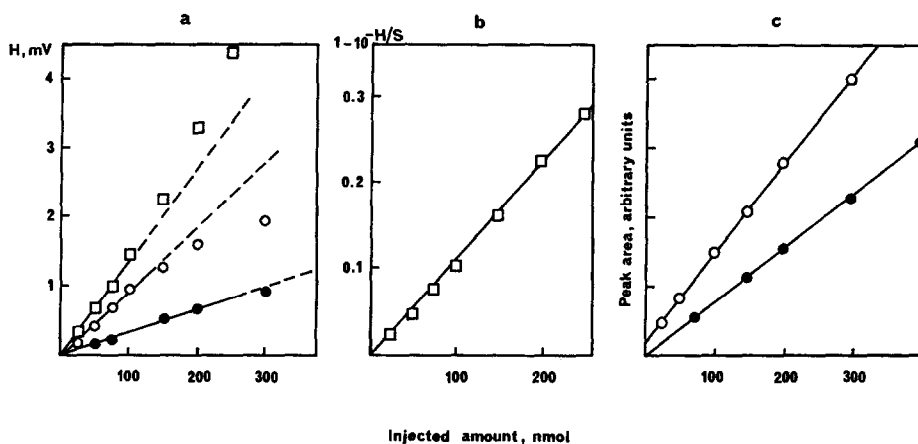 a
b
c
H, mV
4
3
2
1
100
200
300
1-10-H/S
0.3
0.2
0.1
100
200
Peak area, arbitrary units
100
200
300
Injected amount, nmol